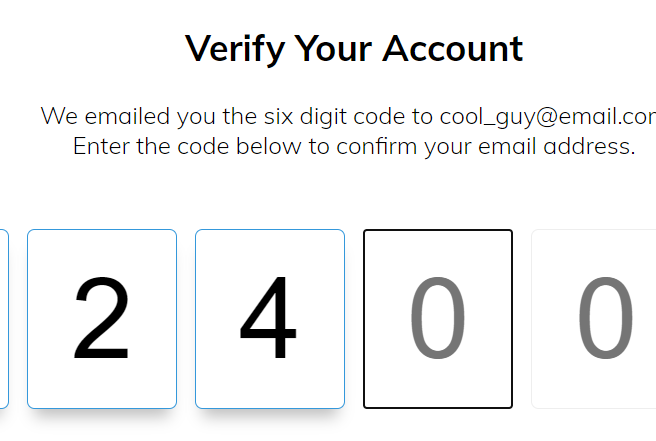 Verify Your Account
We emailed you the six digit code to cool_guy@email.cor
Enter the code below to confirm your email address.
2 4 0 0